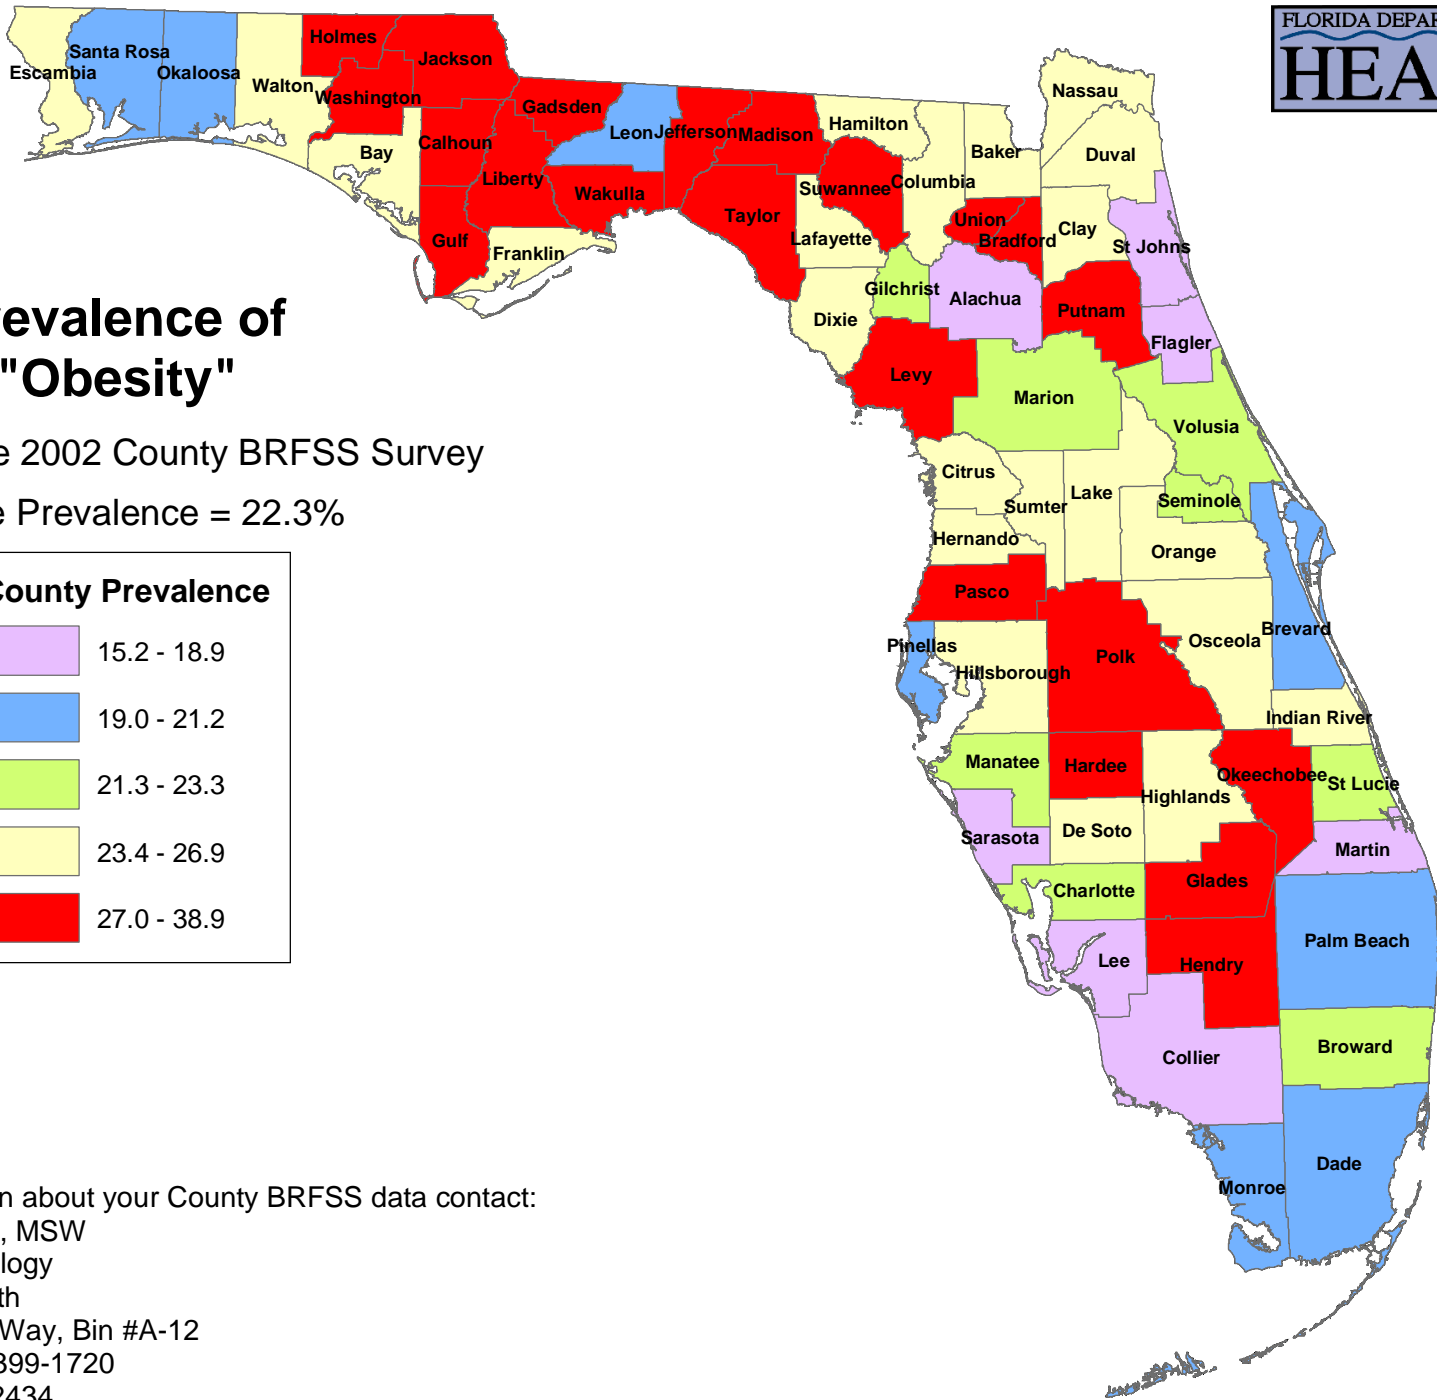 FLORIDA DEPAR
HEA
Holmes
Jackson
Santa Rosa
Escambia
Okaloosa
Walton
Washington
Gadsden
Leon
Jefferson
Madison
Hamilton
Nassau
Baker
Duval
Calhoun
Bay
Liberty
Wakulla
Suwannee
Columbia
Taylor
Union
Bradford
Clay
St Johns
Lafayette
Gulf
Franklin
Gilchrist
Alachua
Putnam
Dixie
Flagler
Levy
Marion
Volusia
evalence of
"Obesity"
e 2002 County BRFSS Survey
e Prevalence = 22.3%
County Prevalence
15.2 - 18.9
19.0 - 21.2
21.3 - 23.3
23.4 - 26.9
27.0 - 38.9
Citrus
Sumter
Lake
Seminole
Hernando
Orange
Pasco
Pinellas
Hillsborough
Polk
Osceola
Brevard
Indian River
Manatee
Hardee
Highlands
Okeechobee
St Lucie
Sarasota
De Soto
Martin
Charlotte
Glades
Lee
Hendry
Palm Beach
Collier
Broward
Monroe
Dade
n about your County BRFSS data contact:
, MSW
logy
th
Way, Bin #A-12
399-1720
2434